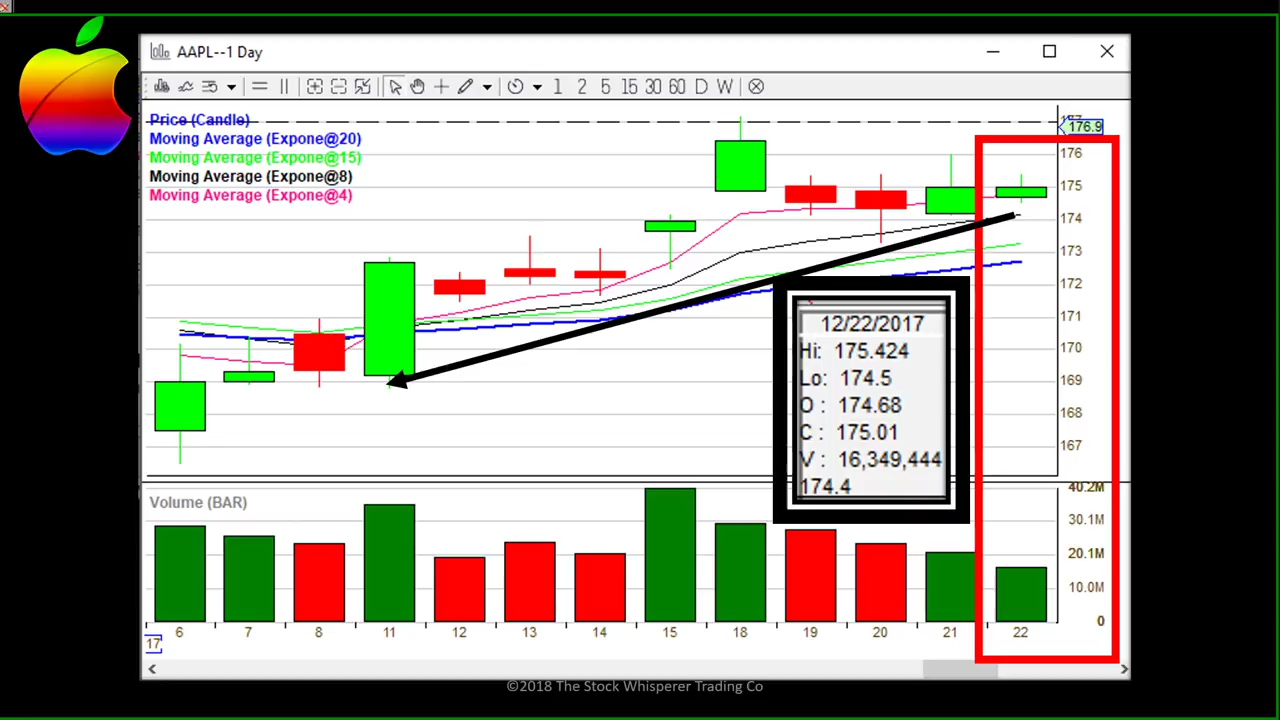 AAPL--1 Day
1 2 5 15 30 60 D W
Price (Candle)
Moving Average (Expone@20)
Moving Average (Expone@15)
Moving Average (Expone@8)
Moving Average (Expone@4)
177
176.9
176
175
174
173
172
171
170
169
168
167
12/22/2017
Hi: 175.424
Lo: 174.5
O : 174.68
C : 175.01
V : 16,349,444
174.4
Volume (BAR)
40.2M
30.1M
20.1M
10.0M
0
6 7 8 11 12 13 14 15 18 19 20 21 22
17
©2018 The Stock Whisperer Trading Co